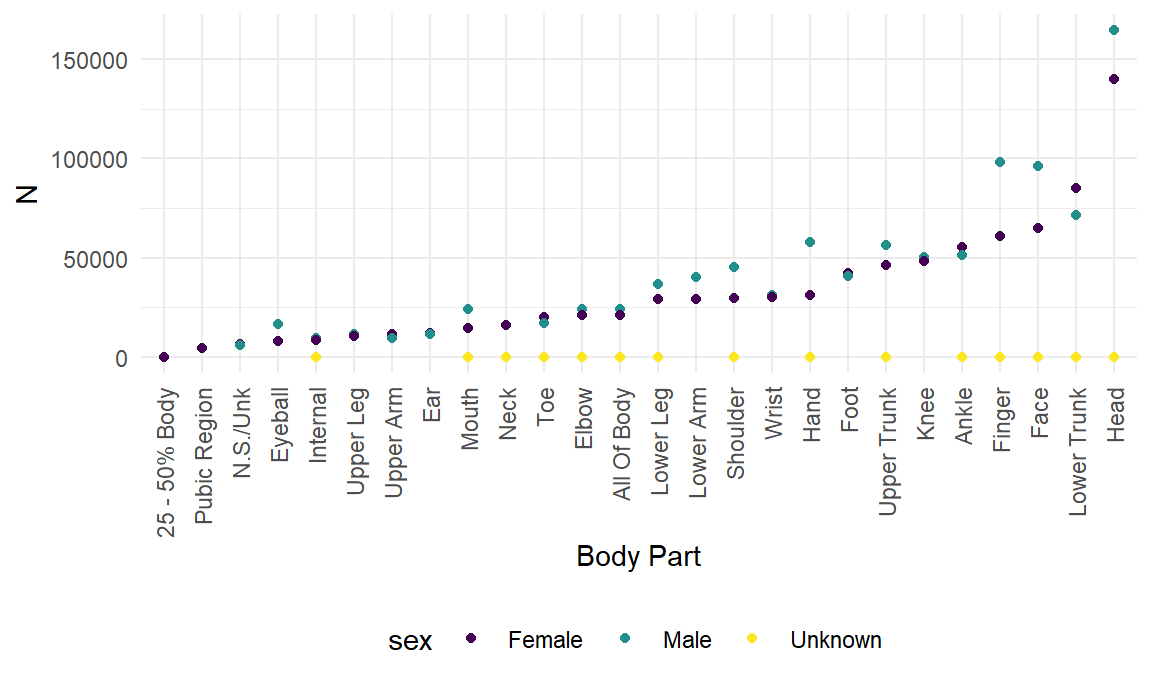 150000
100000
50000
0
N
25 - 50% Body
Pubic Region
N.S./Unk
Eyeball
Internal
Upper Leg
Upper Arm
Ear
Mouth
Neck
Toe
Elbow
All Of Body
Lower Leg
Lower Arm
Shoulder
Wrist
Hand
Foot
Upper Trunk
Knee
Ankle
Finger
Face
Lower Trunk
Head
Body Part
sex Female Male Unknown